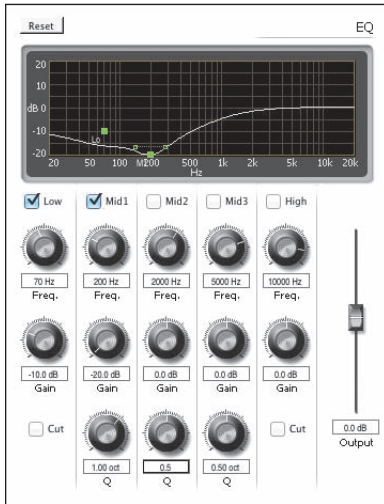 Reset
EQ
20
10
dB 0
-10
-20
Lo
M1
20 50 100 200 500 1k 2k 5k 10k 20k
Hz
Low Mid1 Mid2 Mid3 High
70 Hz 200 Hz 2000 Hz 5000 Hz 10000 Hz
Freq. Freq. Freq. Freq. Freq.
-10.0 dB -20.0 dB 0.0 dB 0.0 dB 0.0 dB
Gain Gain Gain Gain Gain
Cut Cut
0.0 dB
Output
1.00 oct 0.5 0.50 oct
Q Q Q